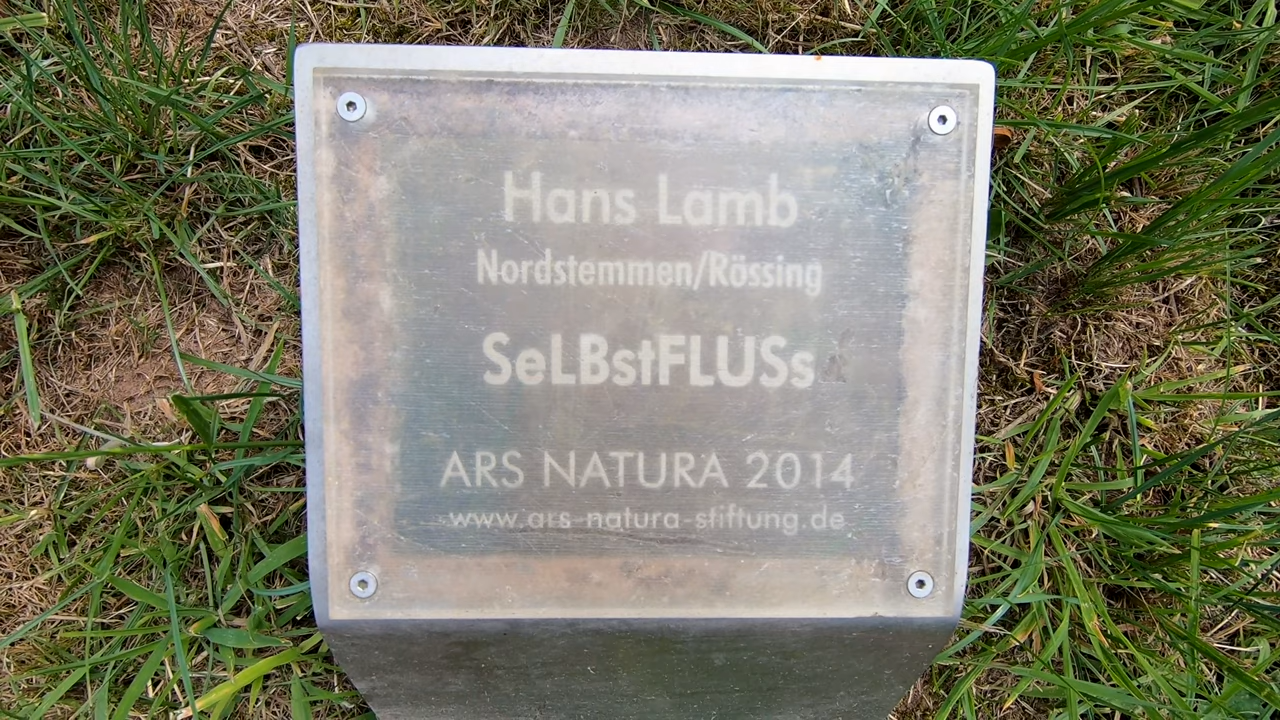 Hans Lamb
Nordstemmen/Rössing
SeLBstFLUSs
ARS NATURA 2014
www.ars-natura-stiftung.de